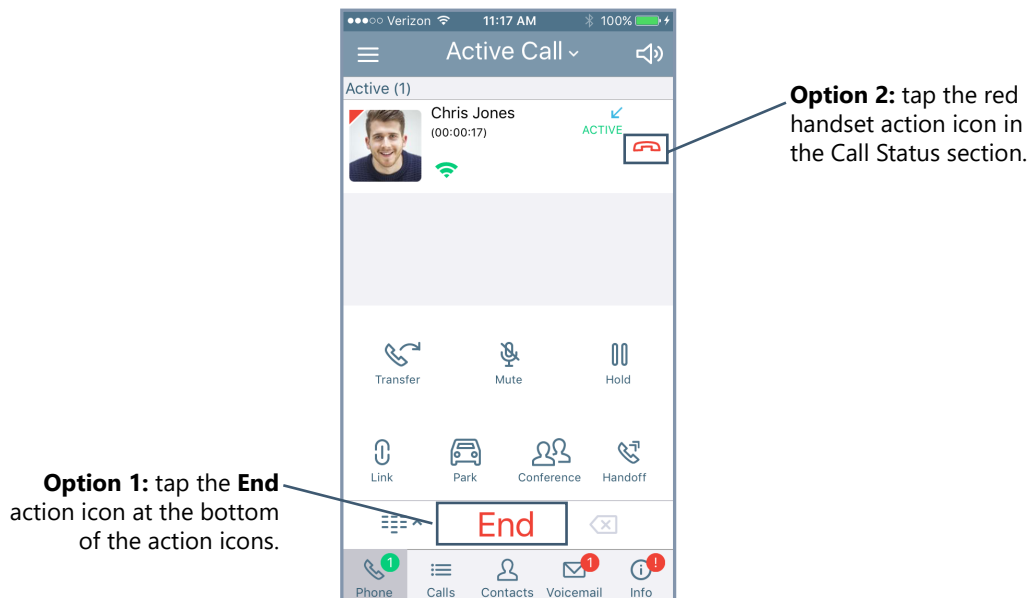 Verizon 11:17 AM 100%
Active Call
Active (1)
Chris Jones
(00:00:17)
ACTIVE
Option 2: tap the red
handset action icon in
the Call Status section.
Transfer Mute Hold
Link Park Conference Handoff
Option 1: tap the End
action icon at the bottom
of the action icons.
End
1 1 !
Phone Calls Contacts Voicemail Info